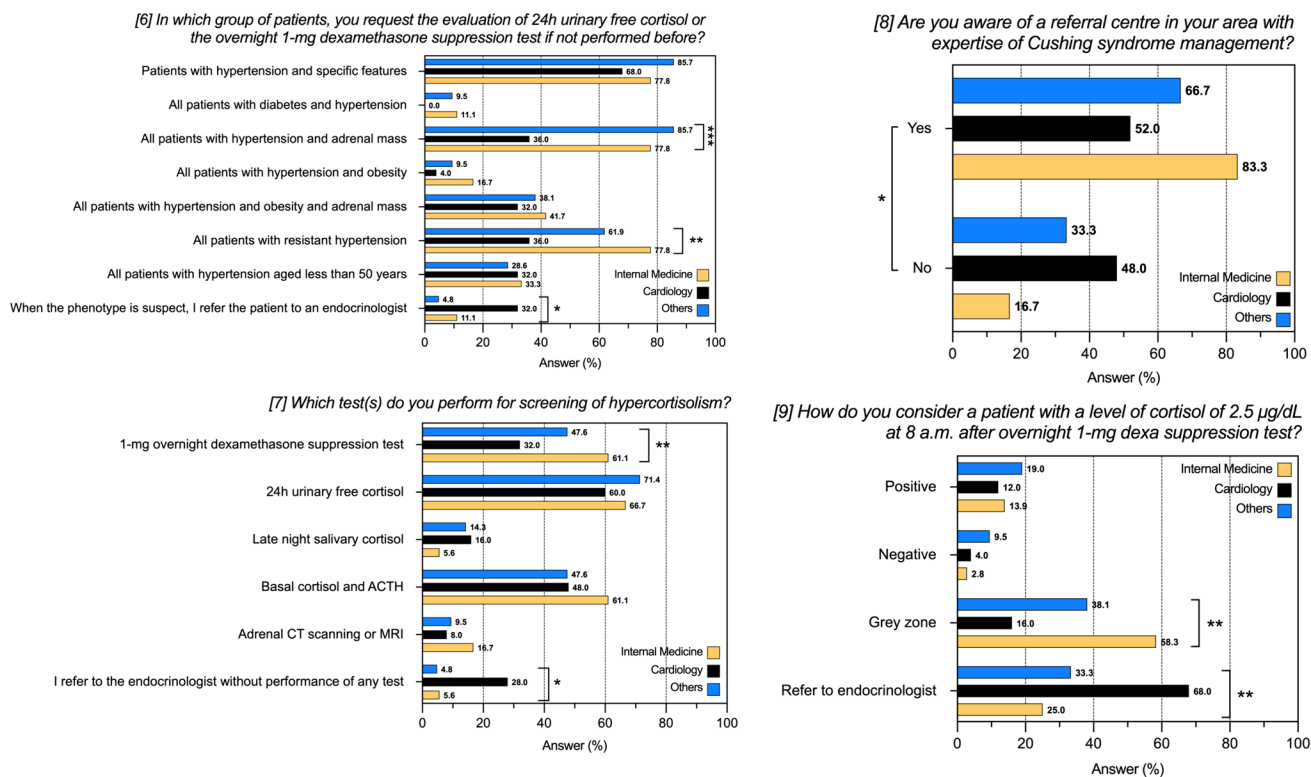 [6] In which group of patients, you request the evaluation of 24h urinary free cortisol or
the overnight 1-mg dexamethasone suppression test if not performed before?
Patients with hypertension and specific features
85.7
68.0
77.8
All patients with diabetes and hypertension
9.5
0.0
11.1
All patients with hypertension and adrenal mass
85.7
36.0
77.8
***
All patients with hypertension and obesity
9.5
4.0
16.7
All patients with hypertension and obesity and adrenal mass
38.1
32.0
41.7
All patients with resistant hypertension
61.9
36.0
77.8
**
All patients with hypertension aged less than 50 years
28.6
32.0
33.3
When the phenotype is suspect, I refer the patient to an endocrinologist
4.8
32.0
11.1
*
Internal Medicine
Cardiology
Others
0 20 40 60 80 100
Answer (%)
[8] Are you aware of a referral centre in your area with
expertise of Cushing syndrome management?
Yes
66.7
52.0
83.3
*
No
33.3
48.0
16.7
Internal Medicine
Cardiology
Others
0 20 40 60 80 100
Answer (%)
[7] Which test(s) do you perform for screening of hypercortisolism?
1-mg overnight dexamethasone suppression test
47.6
32.0
61.1
**
24h urinary free cortisol
71.4
60.0
66.7
Late night salivary cortisol
14.3
16.0
5.6
Basal cortisol and ACTH
47.6
48.0
61.1
Adrenal CT scanning or MRI
9.5
8.0
16.7
I refer to the endocrinologist without performance of any test
4.8
28.0
5.6
*
Internal Medicine
Cardiology
Others
0 20 40 60 80 100
Answer (%)
[9] How do you consider a patient with a level of cortisol of 2.5 µg/dL
at 8 a.m. after overnight 1-mg dexa suppression test?
Positive
19.0
12.0
13.9
Negative
9.5
4.0
2.8
Grey zone
38.1
16.0
58.3
**
Refer to endocrinologist
33.3
68.0
25.0
**
Internal Medicine
Cardiology
Others
0 20 40 60 80 100
Answer (%)